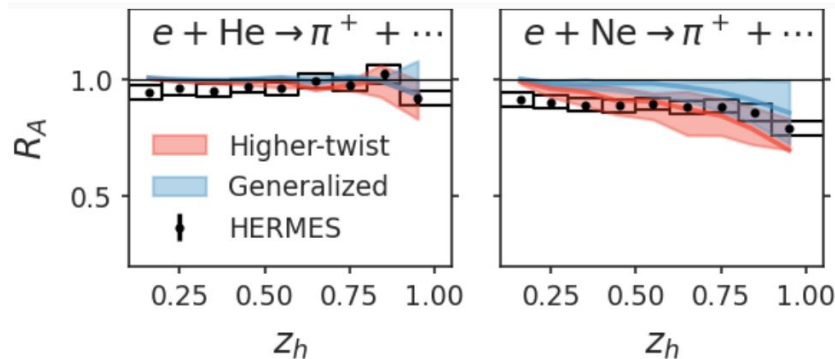 e + He → π⁺ + ⋯
e + Ne → π⁺ + ⋯
R_A
1.0
0.5
Higher-twist
Generalized
HERMES
0.25 0.50 0.75 1.00
0.25 0.50 0.75 1.00
z_h
z_h